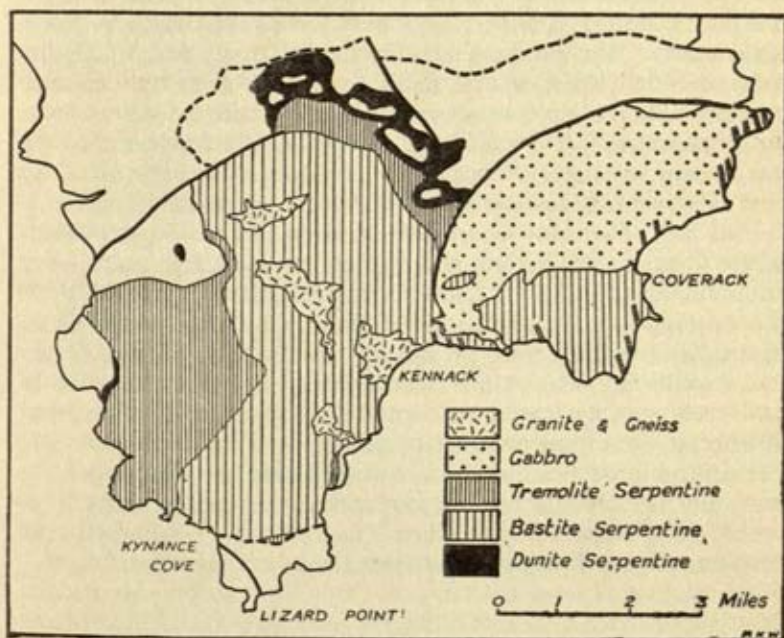 COVERACK
KENNACK
Granite & Gneiss
Gabbro
Tremolite Serpentine
Bastite Serpentine
Dunite Serpentine
KYNANCE
COVE
LIZARD POINT
0 1 2 3 Miles